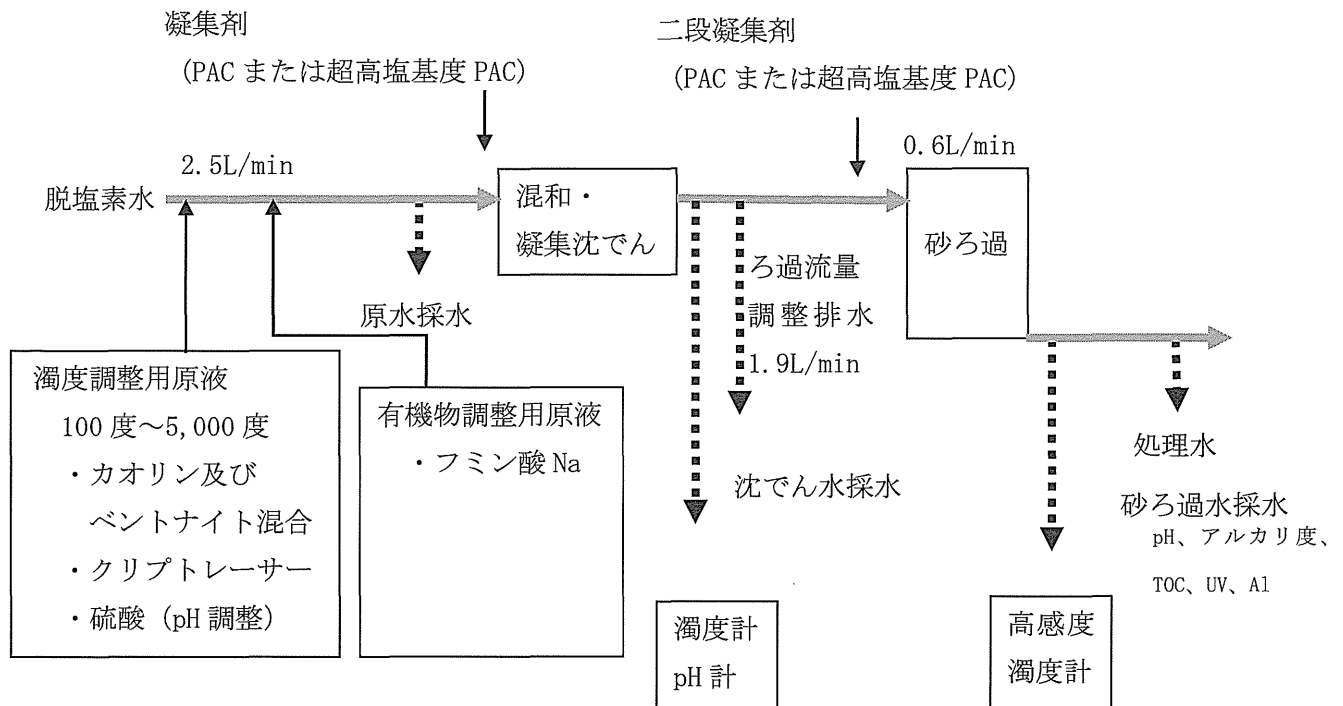 凝集剤
(PAC または超高塩基度 PAC)
二段凝集剤
(PAC または超高塩基度 PAC)
2.5L/min
0.6L/min
脱塩素水
混和・
凝集沈でん
砂ろ過
ろ過流量
調整排水
1.9L/min
原水採水
濁度調整用原液
100 度～5,000 度
・カオリン及び
ベントナイト混合
・クリプトレーサー
・硫酸 (pH 調整)
有機物調整用原液
・フミン酸 Na
沈でん水採水
処理水
砂ろ過水採水
pH、アルカリ度、
TOC、UV、Al
濁度計
pH 計
高感度
濁度計